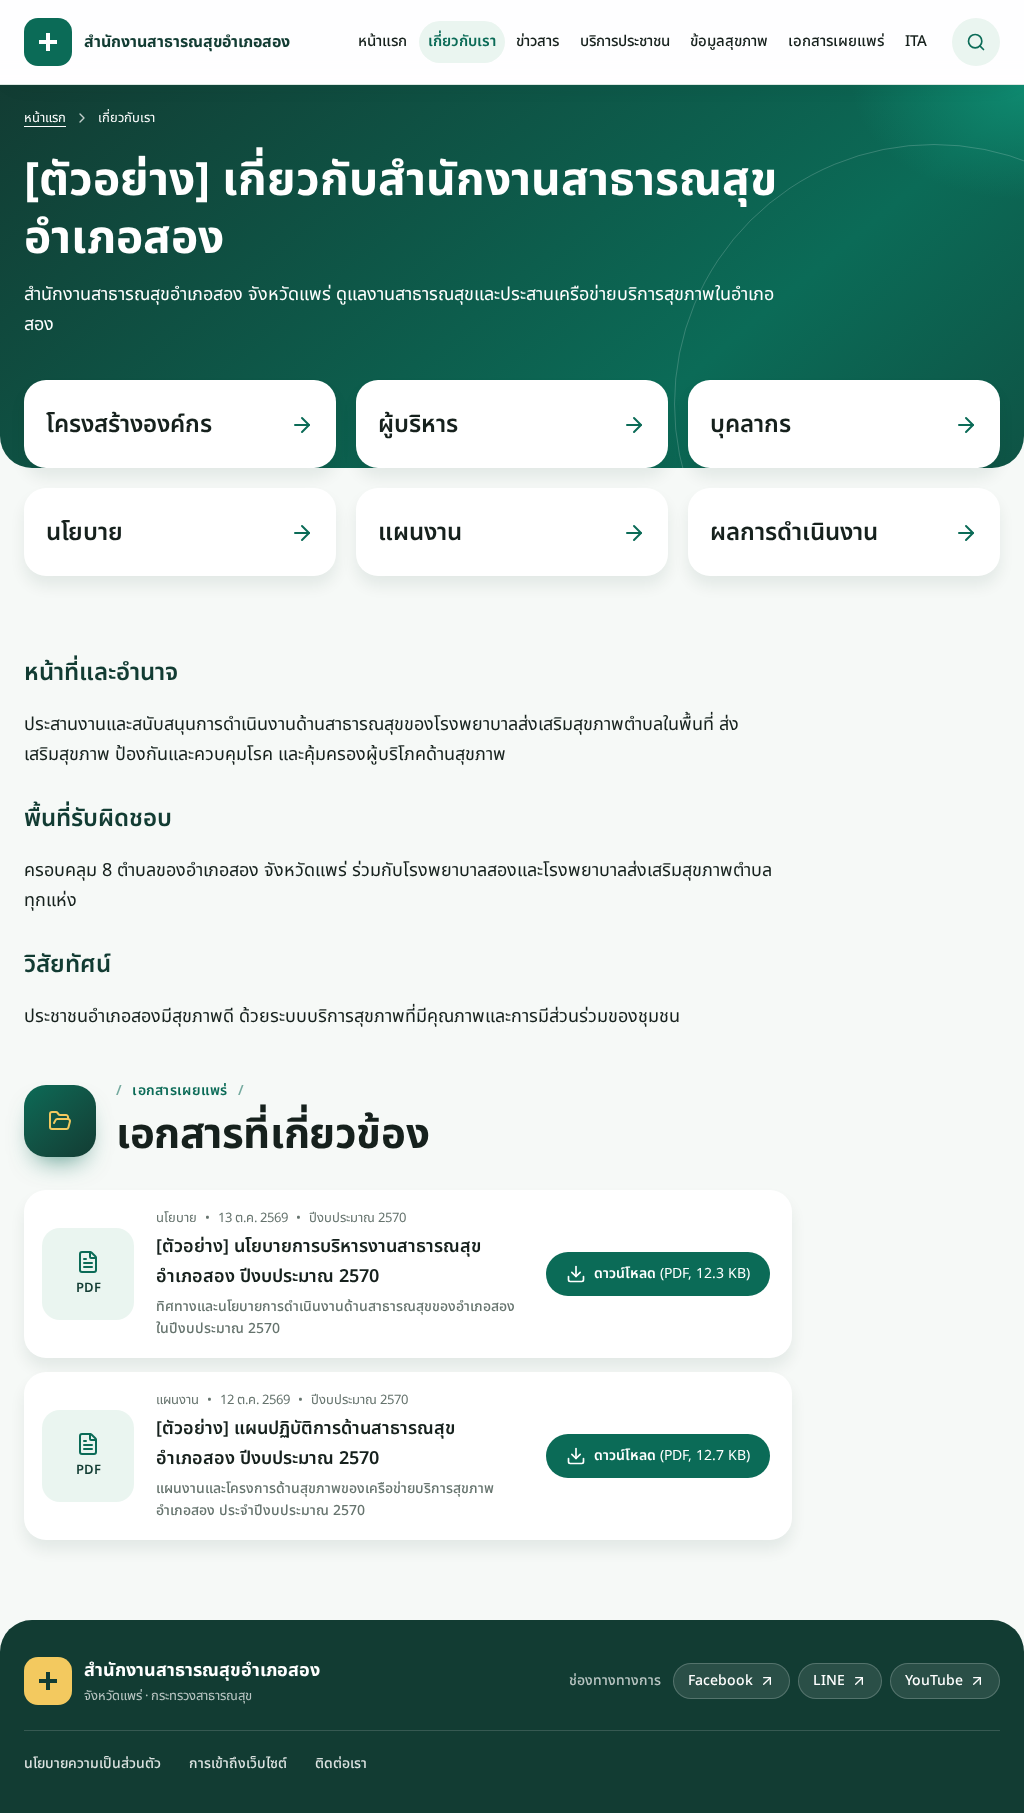 สำนักงานสาธารณสุขอำเภอสอง
หน้าแรก
เกี่ยวกับเรา
ข่าวสาร
บริการประชาชน
ข้อมูลสุขภาพ
เอกสารเผยแพร่
ITA
หน้าแรก
เกี่ยวกับเรา
[ตัวอย่าง] เกี่ยวกับสำนักงานสาธารณสุข
อำเภอสอง
สำนักงานสาธารณสุขอำเภอสอง จังหวัดแพร่ ดูแลงานสาธารณสุขและประสานเครือข่ายบริการสุขภาพในอำเภอ
สอง
โครงสร้างองค์กร
ผู้บริหาร
บุคลากร
นโยบาย
แผนงาน
ผลการดำเนินงาน
หน้าที่และอำนาจ
ประสานงานและสนับสนุนการดำเนินงานด้านสาธารณสุขของโรงพยาบาลส่งเสริมสุขภาพตำบลในพื้นที่ ส่ง
เสริมสุขภาพ ป้องกันและควบคุมโรค และคุ้มครองผู้บริโภคด้านสุขภาพ
พื้นที่รับผิดชอบ
ครอบคลุม 8 ตำบลของอำเภอสอง จังหวัดแพร่ ร่วมกับโรงพยาบาลสองและโรงพยาบาลส่งเสริมสุขภาพตำบล
ทุกแห่ง
วิสัยทัศน์
ประชาชนอำเภอสองมีสุขภาพดี ด้วยระบบบริการสุขภาพที่มีคุณภาพและการมีส่วนร่วมของชุมชน
/ เอกสารเผยแพร่ /
เอกสารที่เกี่ยวข้อง
PDF
นโยบาย • 13 ต.ค. 2569 • ปีงบประมาณ 2570
[ตัวอย่าง] นโยบายการบริหารงานสาธารณสุข
อำเภอสอง ปีงบประมาณ 2570
ทิศทางและนโยบายการดำเนินงานด้านสาธารณสุขของอำเภอสอง
ในปีงบประมาณ 2570
ดาวน์โหลด (PDF, 12.3 KB)
PDF
แผนงาน • 12 ต.ค. 2569 • ปีงบประมาณ 2570
[ตัวอย่าง] แผนปฏิบัติการด้านสาธารณสุข
อำเภอสอง ปีงบประมาณ 2570
แผนงานและโครงการด้านสุขภาพของเครือข่ายบริการสุขภาพ
อำเภอสอง ประจำปีงบประมาณ 2570
ดาวน์โหลด (PDF, 12.7 KB)
สำนักงานสาธารณสุขอำเภอสอง
จังหวัดแพร่ · กระทรวงสาธารณสุข
ช่องทางทางการ
Facebook
LINE
YouTube
นโยบายความเป็นส่วนตัว
การเข้าถึงเว็บไซต์
ติดต่อเรา